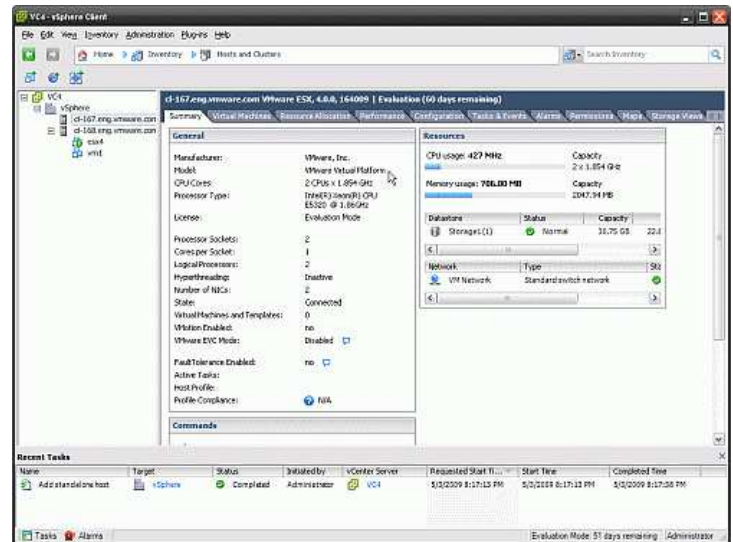 VC4 - vSphere Client
File Edit View Inventory Administration Plug-ins Help
Home Inventory Hosts and Clusters
Search Inventory
VC4
vSphere
cl-167.eng.vmware.com
cl-168.eng.vmware.com
esx4
vm1
cl-167.eng.vmware.com VMware ESX, 4.0.0, 164009 | Evaluation (60 days remaining)
Summary Virtual Machines Resource Allocation Performance Configuration Tasks & Events Alarms Permissions Maps Storage Views
General
Manufacturer: VMware, Inc.
Model: VMware Virtual Platform
CPU Cores: 2 CPUs x 1.854 GHz
Processor Type: Intel(R) Xeon(R) CPU
E5320 @ 1.86GHz
License: Evaluation Mode
Processor Sockets: 2
Cores per Socket: 1
Logical Processors: 2
Hyperthreading: Inactive
Number of NICs: 2
State: Connected
Virtual Machines and Templates: 0
VMotion Enabled: no
VMware EVC Mode: Disabled
Fault Tolerance Enabled: no
Active Tasks:
Host Profile:
Profile Compliance: N/A
Commands
Resources
CPU usage: 427 MHz Capacity
2 x 1.854 GHz
Memory usage: 706.00 MB Capacity
2047.94 MB
Datastore Status Capacity
Storage1 (1) Normal 30.75 GB 22.
Network Type Sta
VM Network Standard switch network
Recent Tasks
Name Target Status Initiated by vCenter Server Requested Start Ti... Start Time Completed Time
Add standalone host vSphere Completed Administrator VC4 5/3/2009 8:17:13 PM 5/3/2009 8:17:13 PM 5/3/2009 8:17:38 PM
Tasks Alarms Evaluation Mode: 51 days remaining Administrator